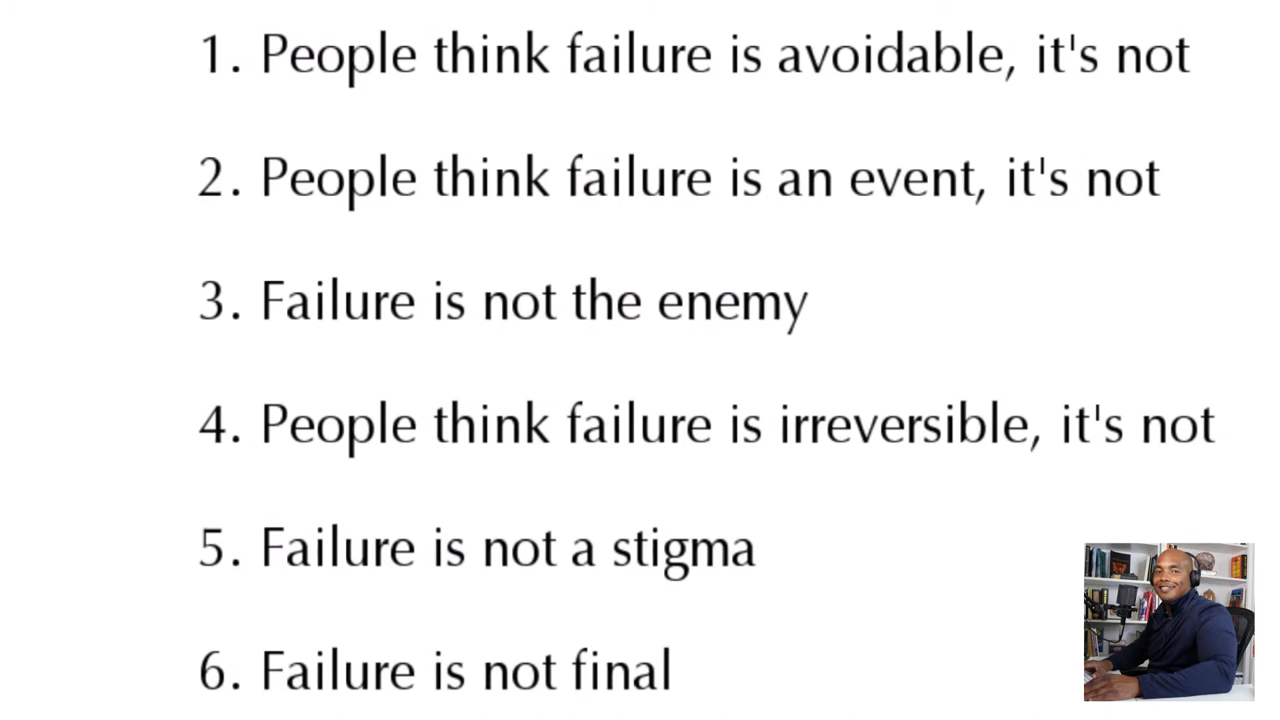 1. People think failure is avoidable, it's not
2. People think failure is an event, it's not
3. Failure is not the enemy
4. People think failure is irreversible, it's not
5. Failure is not a stigma
6. Failure is not final